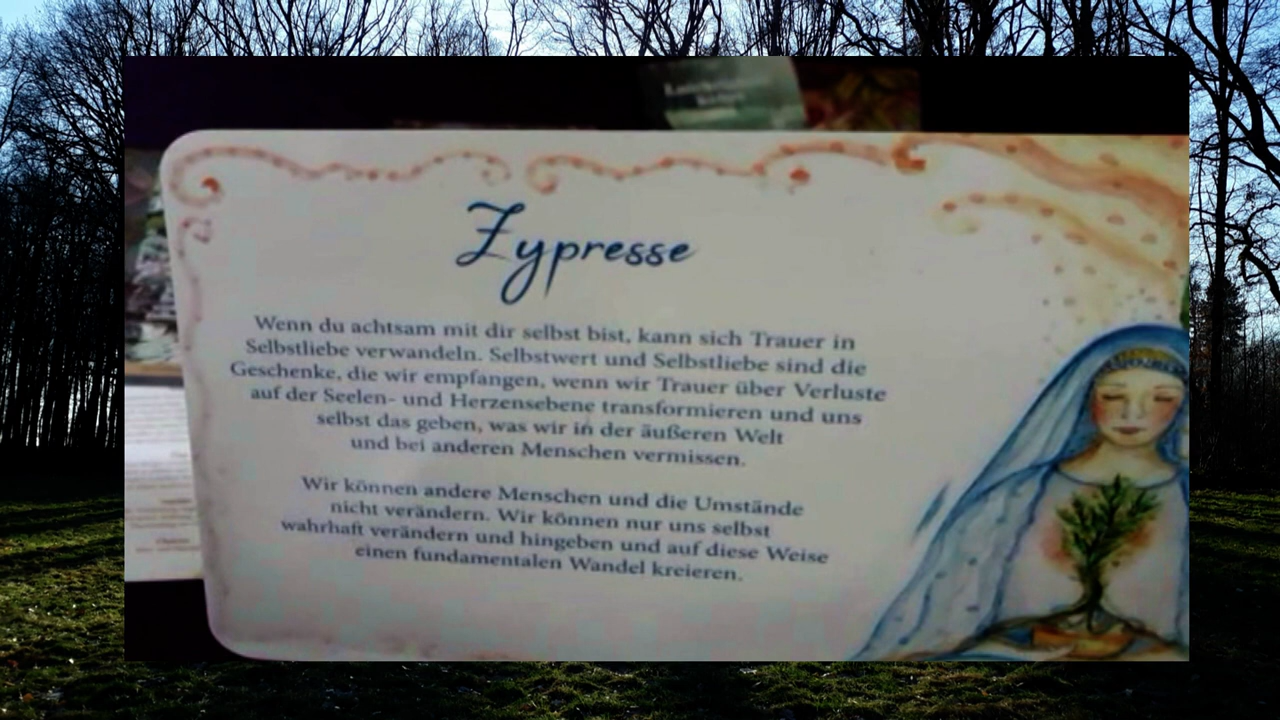 Zypresse
Wenn du achtsam mit dir selbst bist, kann sich Trauer in
Selbstliebe verwandeln. Selbstwert und Selbstliebe sind die
Geschenke, die wir empfangen, wenn wir Trauer über Verluste
auf der Seelen- und Herzensebene transformieren und uns
selbst das geben, was wir in der äußeren Welt
und bei anderen Menschen vermissen.
Wir können andere Menschen und die Umstände
nicht verändern. Wir können nur uns selbst
wahrhaft verändern und hingeben und auf diese Weise
einen fundamentalen Wandel kreieren.